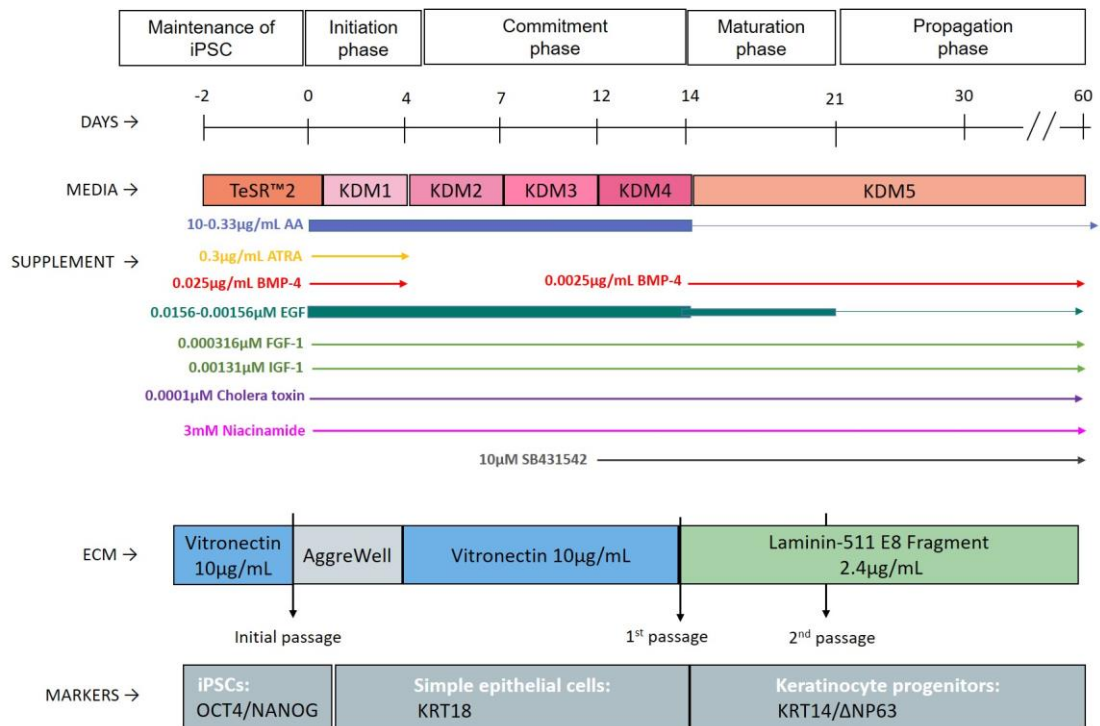 Maintenance of
iPSC
Initiation
phase
Commitment
phase
Maturation
phase
Propagation
phase
DAYS →
-2 0 4 7 12 14 21 30 60
MEDIA →
TeSR™2 KDM1 KDM2 KDM3 KDM4 KDM5
SUPPLEMENT →
10-0.33µg/mL AA
0.3µg/mL ATRA
0.025µg/mL BMP-4 0.0025µg/mL BMP-4
0.0156-0.00156µM EGF
0.000316µM FGF-1
0.00131µM IGF-1
0.0001µM Cholera toxin
3mM Niacinamide
10µM SB431542
ECM →
Vitronectin
10µg/mL
AggreWell
Vitronectin 10µg/mL
Laminin-511 E8 Fragment
2.4µg/mL
Initial passage
1st passage
2nd passage
MARKERS →
iPSCs:
OCT4/NANOG
Simple epithelial cells:
KRT18
Keratinocyte progenitors:
KRT14/ΔNP63